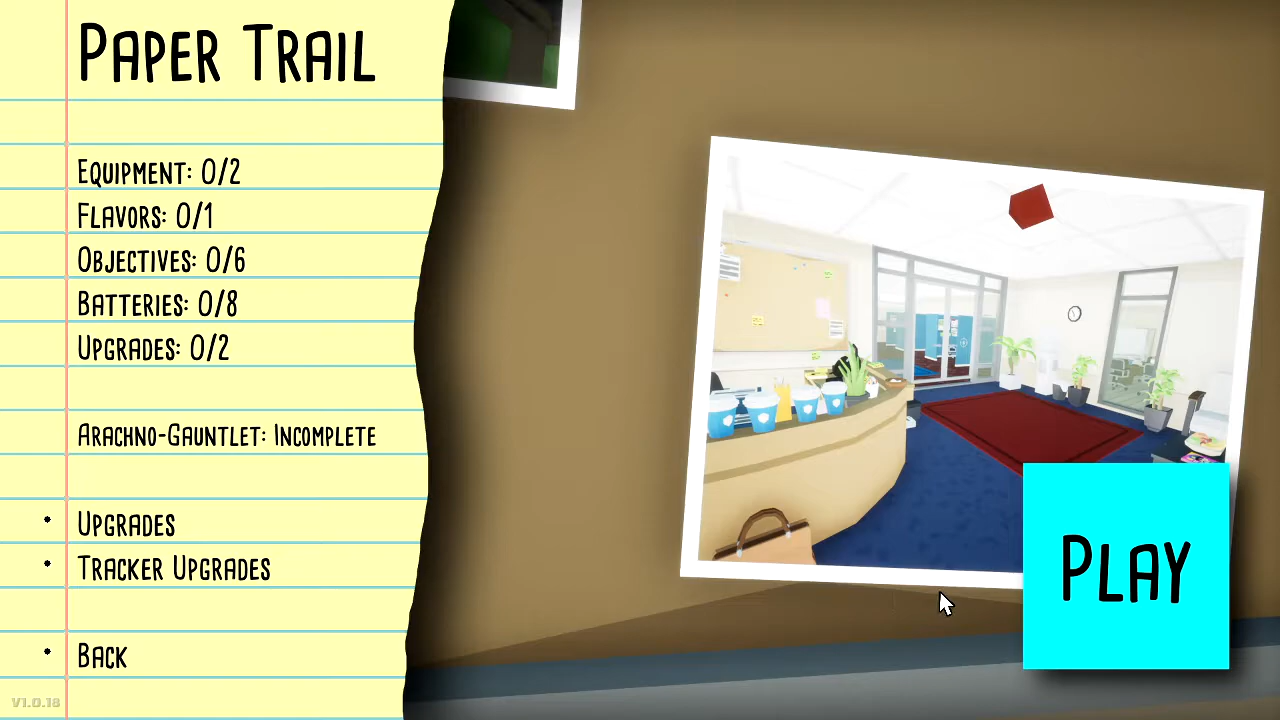 Paper Trail
Equipment: 0/2
Flavors: 0/1
Objectives: 0/6
Batteries: 0/8
Upgrades: 0/2
Arachno-Gauntlet: Incomplete
Upgrades
Tracker Upgrades
Back
V1.0.18
Play